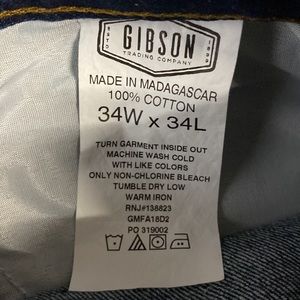 GIBSON
TRADING COMPANY
MADE IN MADAGASCAR
100% COTTON
34W x 34L
TURN GARMENT INSIDE OUT
MACHINE WASH COLD
WITH LIKE COLORS
ONLY NON-CHLORINE BLEACH
TUMBLE DRY LOW
WARM IRON
RNJ#138823
GMFA18D2
PO 319002